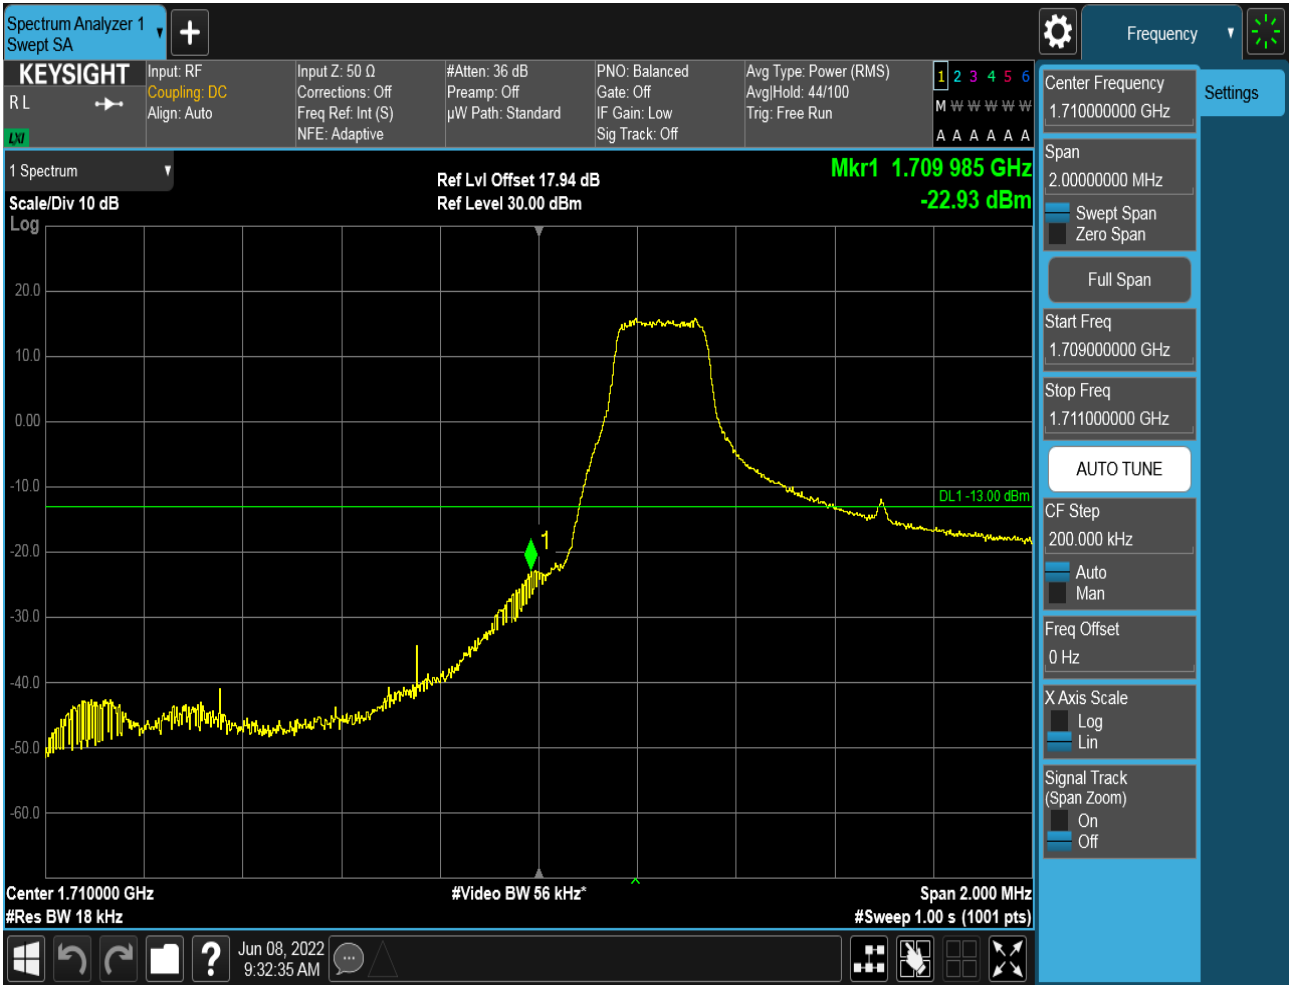 Spectrum Analyzer 1
Swept SA
Frequency
KEYSIGHT
R L
LXI
Input: RF
Coupling: DC
Align: Auto
Input Z: 50 Ω
Corrections: Off
Freq Ref: Int (S)
NFE: Adaptive
#Atten: 36 dB
Preamp: Off
µW Path: Standard
PNO: Balanced
Gate: Off
IF Gain: Low
Sig Track: Off
Avg Type: Power (RMS)
Avg|Hold: 44/100
Trig: Free Run
1 2 3 4 5 6
M W W W W W
A A A A A A
1 Spectrum
Scale/Div 10 dB
Log
Ref Lvl Offset 17.94 dB
Ref Level 30.00 dBm
Mkr1 1.709 985 GHz
-22.93 dBm
20.0
10.0
0.00
-10.0
-20.0
-30.0
-40.0
-50.0
-60.0
DL1 -13.00 dBm
1
Center 1.710000 GHz
#Res BW 18 kHz
#Video BW 56 kHz*
Span 2.000 MHz
#Sweep 1.00 s (1001 pts)
Jun 08, 2022
9:32:35 AM
Center Frequency
1.710000000 GHz
Span
2.00000000 MHz
Swept Span
Zero Span
Full Span
Start Freq
1.709000000 GHz
Stop Freq
1.711000000 GHz
AUTO TUNE
CF Step
200.000 kHz
Auto
Man
Freq Offset
0 Hz
X Axis Scale
Log
Lin
Signal Track
(Span Zoom)
On
Off
Settings